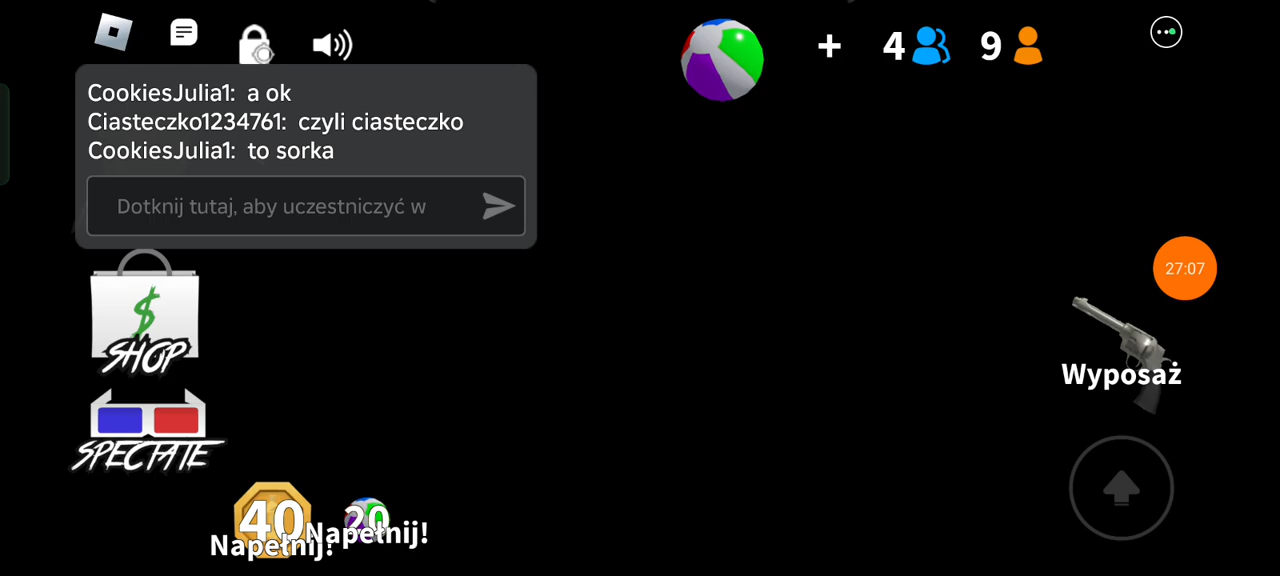 4 9
CookiesJulia1: a ok
Ciasteczko1234761: czyli ciasteczko
CookiesJulia1: to sorka
Dotknij tutaj, aby uczestniczyć w
27:07
$
SHOP
Wyposaż
SPECTATE
40 20
Napełnij! Napełnij!